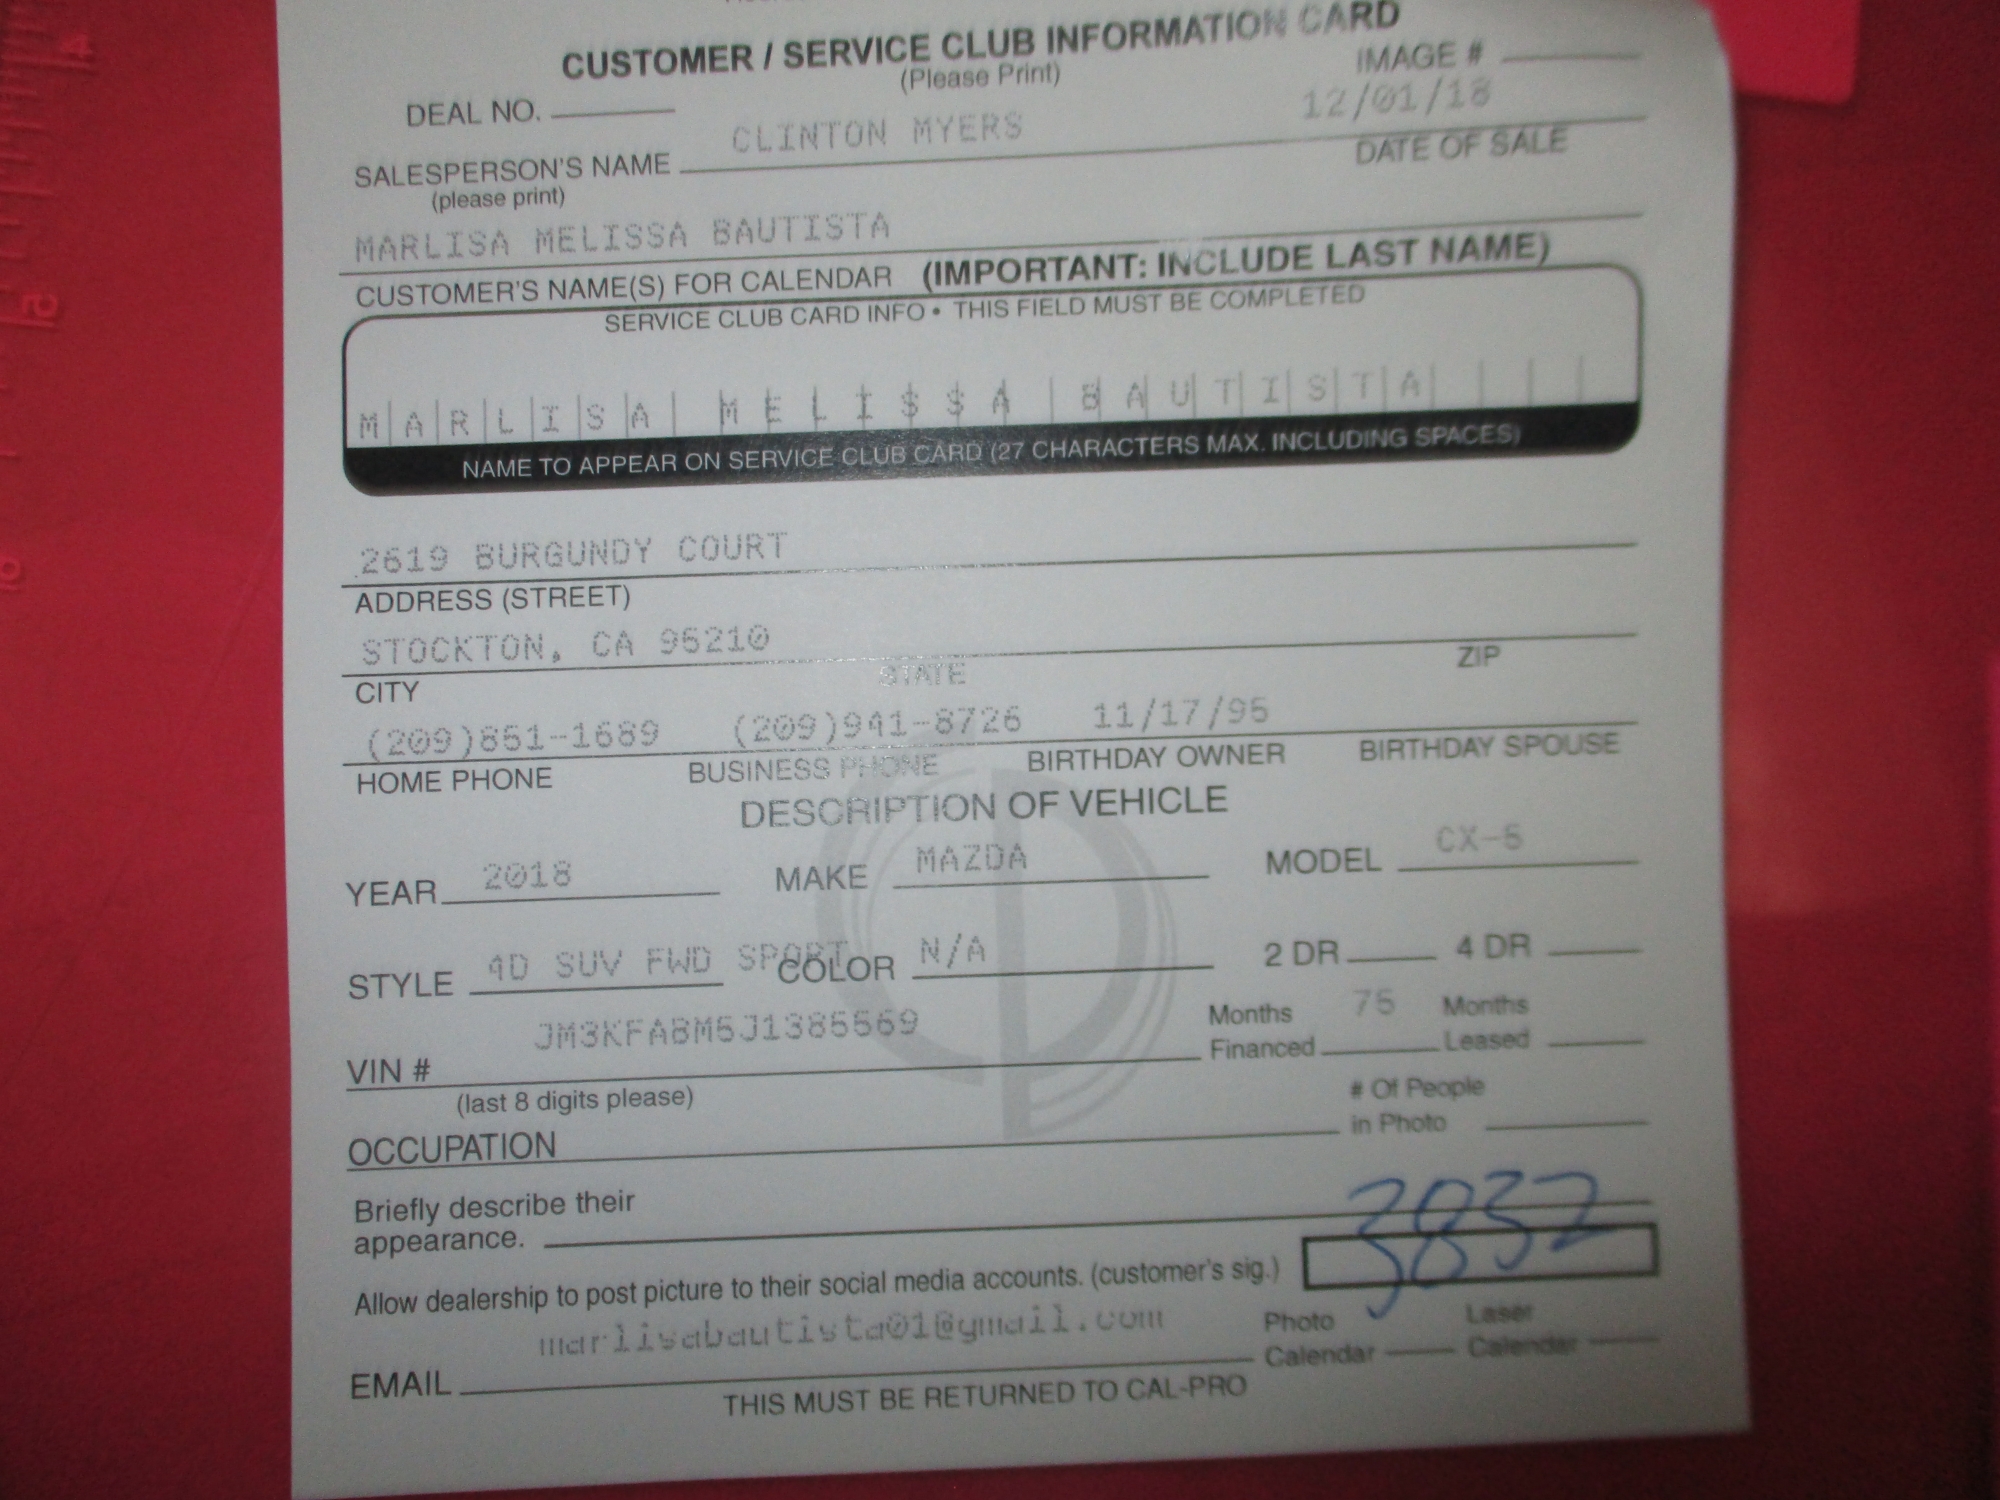 CUSTOMER / SERVICE CLUB INFORMATION CARD
(Please Print)
IMAGE #
DEAL NO.
12/01/18
CLINTON MYERS
SALESPERSON'S NAME
DATE OF SALE
(please print)
MARLISA MELISSA BAUTISTA
CUSTOMER'S NAME(S) FOR CALENDAR (IMPORTANT: INCLUDE LAST NAME)
SERVICE CLUB CARD INFO • THIS FIELD MUST BE COMPLETED
MARLISA MELISSA BAUTISTA
NAME TO APPEAR ON SERVICE CLUB CARD (27 CHARACTERS MAX. INCLUDING SPACES)
2619 BURGUNDY COURT
ADDRESS (STREET)
STOCKTON, CA 95210
CITY STATE ZIP
(209)851-1689 (209)941-8726 11/17/95
HOME PHONE BUSINESS PHONE BIRTHDAY OWNER BIRTHDAY SPOUSE
DESCRIPTION OF VEHICLE
YEAR 2018 MAKE MAZDA MODEL CX-5
STYLE 4D SUV FWD SPORT COLOR N/A 2 DR 4 DR
JM3KFABM5J1385569 Months 75 Months
VIN # Financed Leased
(last 8 digits please)
# Of People
OCCUPATION in Photo
Briefly describe their
appearance.
3832
Allow dealership to post picture to their social media accounts. (customer's sig.)
marlisabautista01@gmail.com Photo Laser
EMAIL Calendar Calendar
THIS MUST BE RETURNED TO CAL-PRO